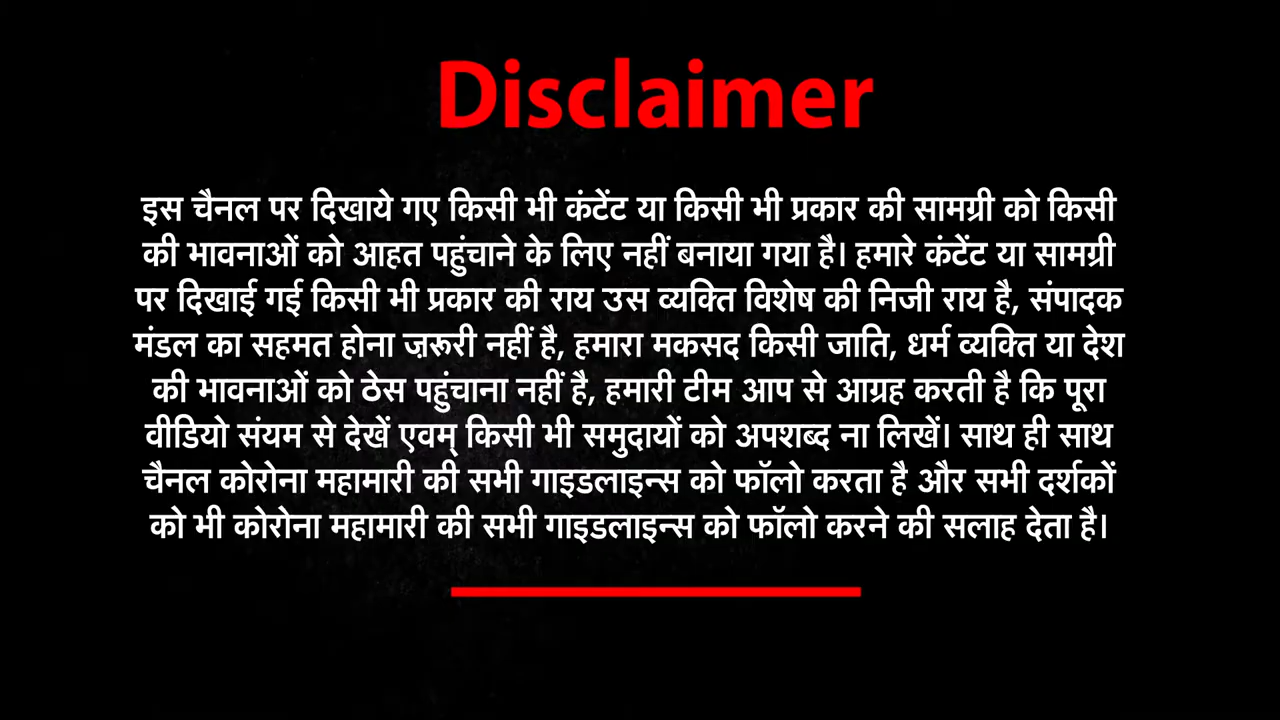 Disclaimer
इस चैनल पर दिखाये गए किसी भी कंटेंट या किसी भी प्रकार की सामग्री को किसी
की भावनाओं को आहत पहुंचाने के लिए नहीं बनाया गया है। हमारे कंटेंट या सामग्री
पर दिखाई गई किसी भी प्रकार की राय उस व्यक्ति विशेष की निजी राय है, संपादक
मंडल का सहमत होना ज़रूरी नहीं है, हमारा मकसद किसी जाति, धर्म व्यक्ति या देश
की भावनाओं को ठेस पहुंचाना नहीं है, हमारी टीम आप से आग्रह करती है कि पूरा
वीडियो संयम से देखें एवम् किसी भी समुदायों को अपशब्द ना लिखें। साथ ही साथ
चैनल कोरोना महामारी की सभी गाइडलाइन्स को फॉलो करता है और सभी दर्शकों
को भी कोरोना महामारी की सभी गाइडलाइन्स को फॉलो करने की सलाह देता है।